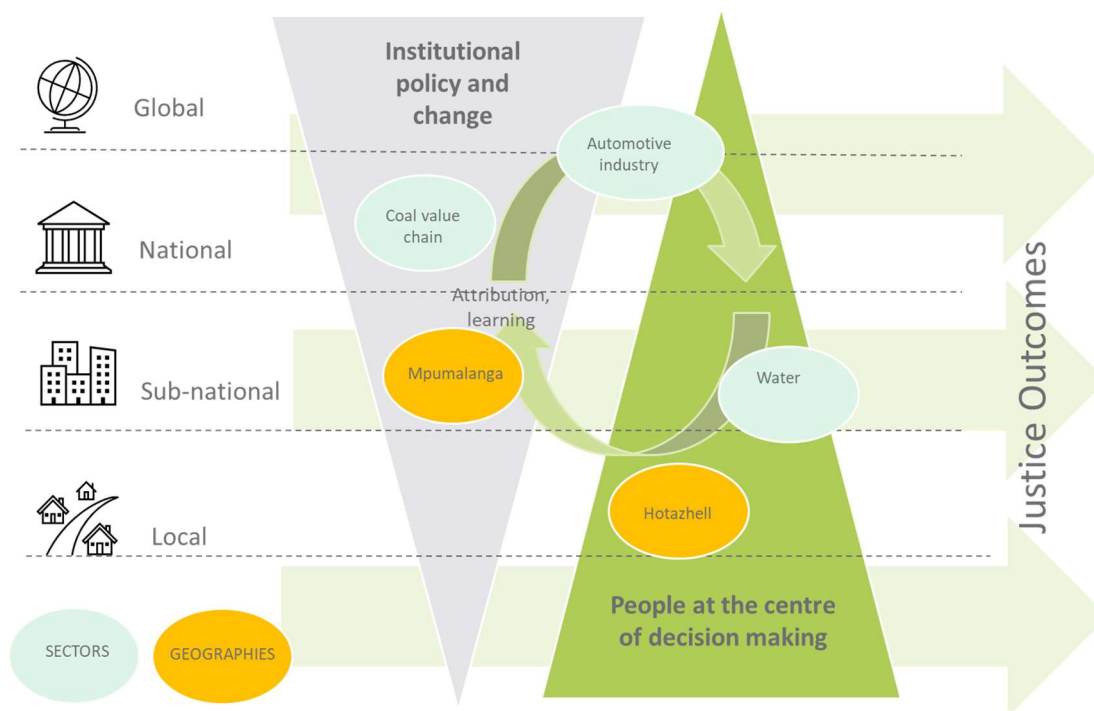 Institutional
policy and
change
Global
Automotive
industry
Coal value
chain
National
Attribution,
learning
Mpumalanga
Water
Sub-national
Justice Outcomes
Hotazhell
Local
People at the centre
of decision making
SECTORS
GEOGRAPHIES